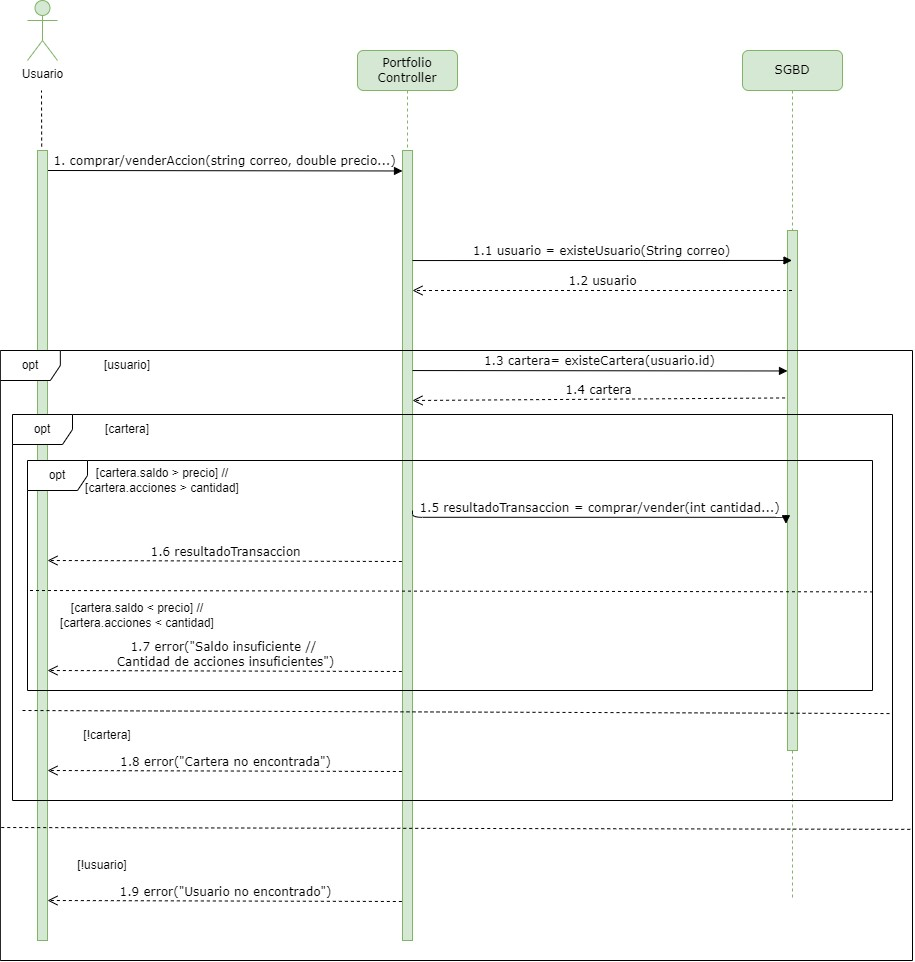 Usuario
Portfolio
Controller
SGBD
1. comprar/venderAccion(string correo, double precio...)
1.1 usuario = existeUsuario(String correo)
1.2 usuario
opt
[usuario]
1.3 cartera= existeCartera(usuario.id)
1.4 cartera
opt
[cartera]
opt
[cartera.saldo > precio] //
[cartera.acciones > cantidad]
1.5 resultadoTransaccion = comprar/vender(int cantidad...)
1.6 resultadoTransaccion
[cartera.saldo < precio] //
[cartera.acciones < cantidad]
1.7 error("Saldo insuficiente //
Cantidad de acciones insuficientes")
[!cartera]
1.8 error("Cartera no encontrada")
[!usuario]
1.9 error("Usuario no encontrado")